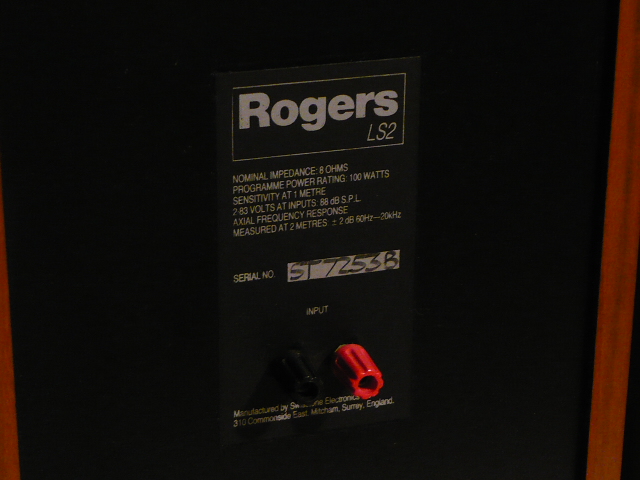 Rogers
LS2
NOMINAL IMPEDANCE: 8 OHMS
PROGRAMME POWER RATING: 100 WATTS
SENSITIVITY AT 1 METRE
2·83 VOLTS AT INPUTS: 88 dB S.P.L.
AXIAL FREQUENCY RESPONSE
MEASURED AT 2 METRES: ± 2 dB 60Hz—20kHz
SERIAL NO. ST7253B
INPUT
Manufactured by Electronics
310 Commonside East, Mitcham, Surrey, England.